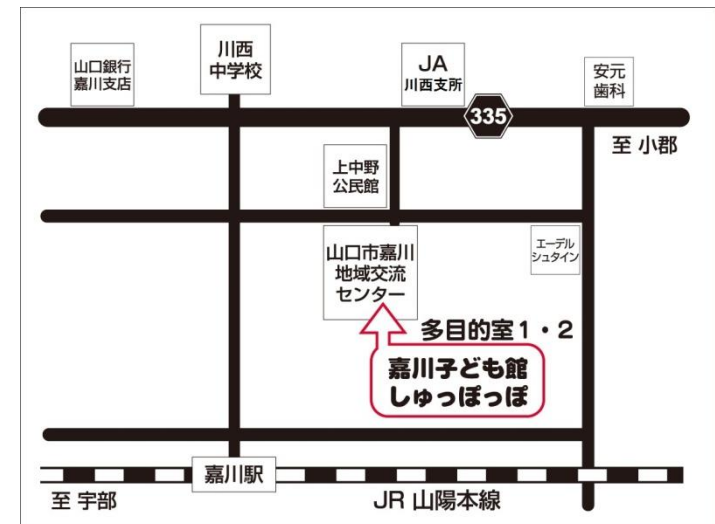 山口銀行
嘉川支店
川西
中学校
JA
川西支所
安元
歯科
335
至 小郡
上中野
公民館
山口市嘉川
地域交流
センター
エーデル
シュタイン
多目的室1・2
嘉川子ども館
しゅっぽっぽ
嘉川駅
至 宇部
JR 山陽本線